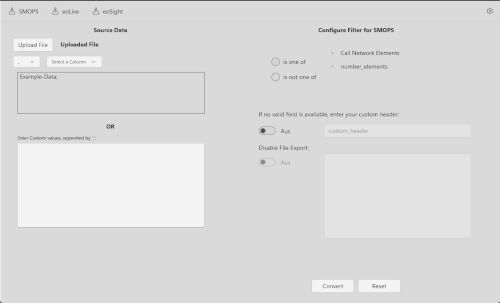 SMOPS
eoLive
eoSight
Source Data
Upload File
Uploaded File
,
Select a Column
Example-Data;
OR
Enter Custom values, separated by ';':
Configure Filter for SMOPS
is one of
is not one of
Call Network Elements
number_elements
If no valid field is available, enter your custom header:
Aus
custom_header
Disable File-Export:
Aus
Convert
Reset